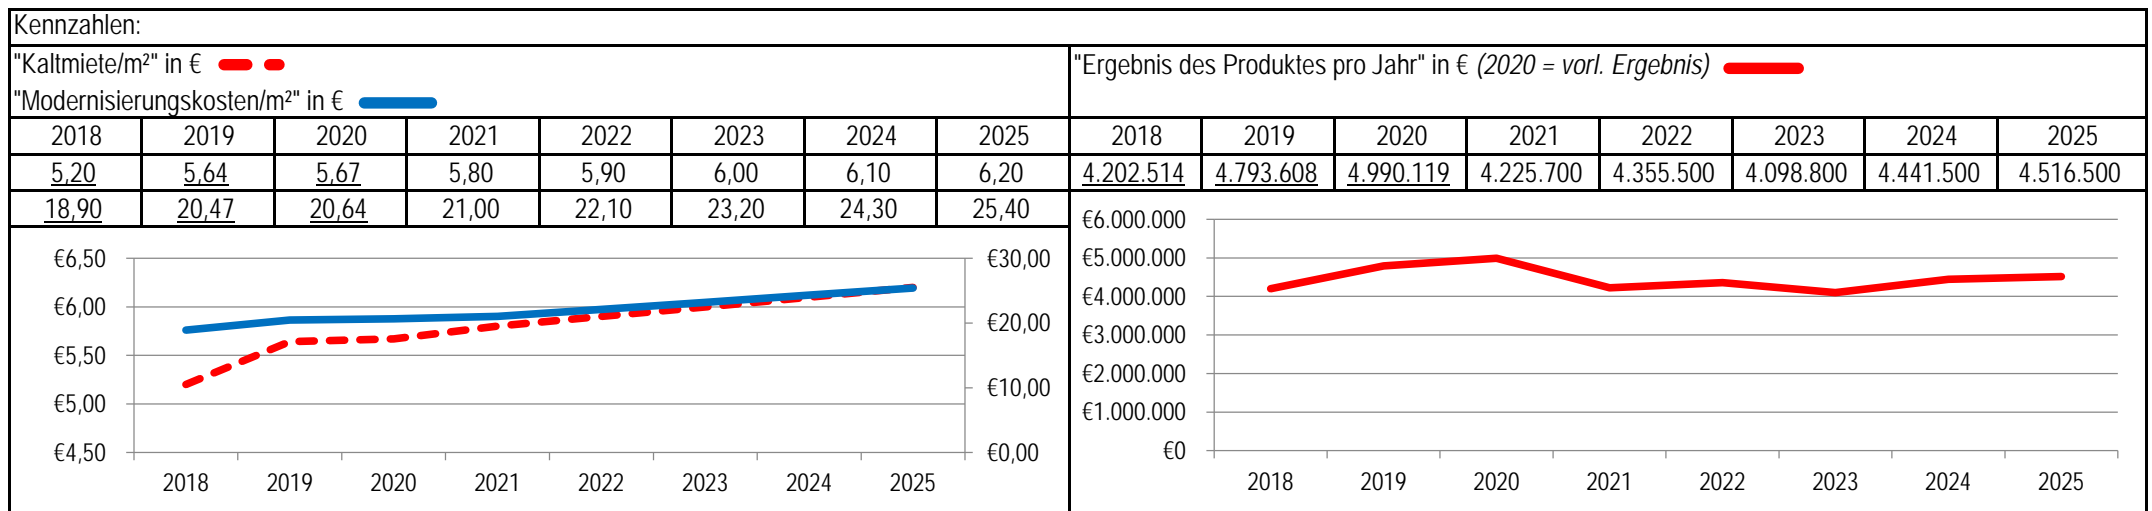 Kennzahlen:
"Kaltmiete/m²" in €
"Modernisierungskosten/m²" in €
2018 2019 2020 2021 2022 2023 2024 2025
5,20 5,64 5,67 5,80 5,90 6,00 6,10 6,20
18,90 20,47 20,64 21,00 22,10 23,20 24,30 25,40
€6,50
€6,00
€5,50
€5,00
€4,50
€30,00
€20,00
€10,00
€0,00
2018 2019 2020 2021 2022 2023 2024 2025
"Ergebnis des Produktes pro Jahr" in € (2020 = vorl. Ergebnis)
2018 2019 2020 2021 2022 2023 2024 2025
4.202.514 4.793.608 4.990.119 4.225.700 4.355.500 4.098.800 4.441.500 4.516.500
€6.000.000
€5.000.000
€4.000.000
€3.000.000
€2.000.000
€1.000.000
€0
2018 2019 2020 2021 2022 2023 2024 2025